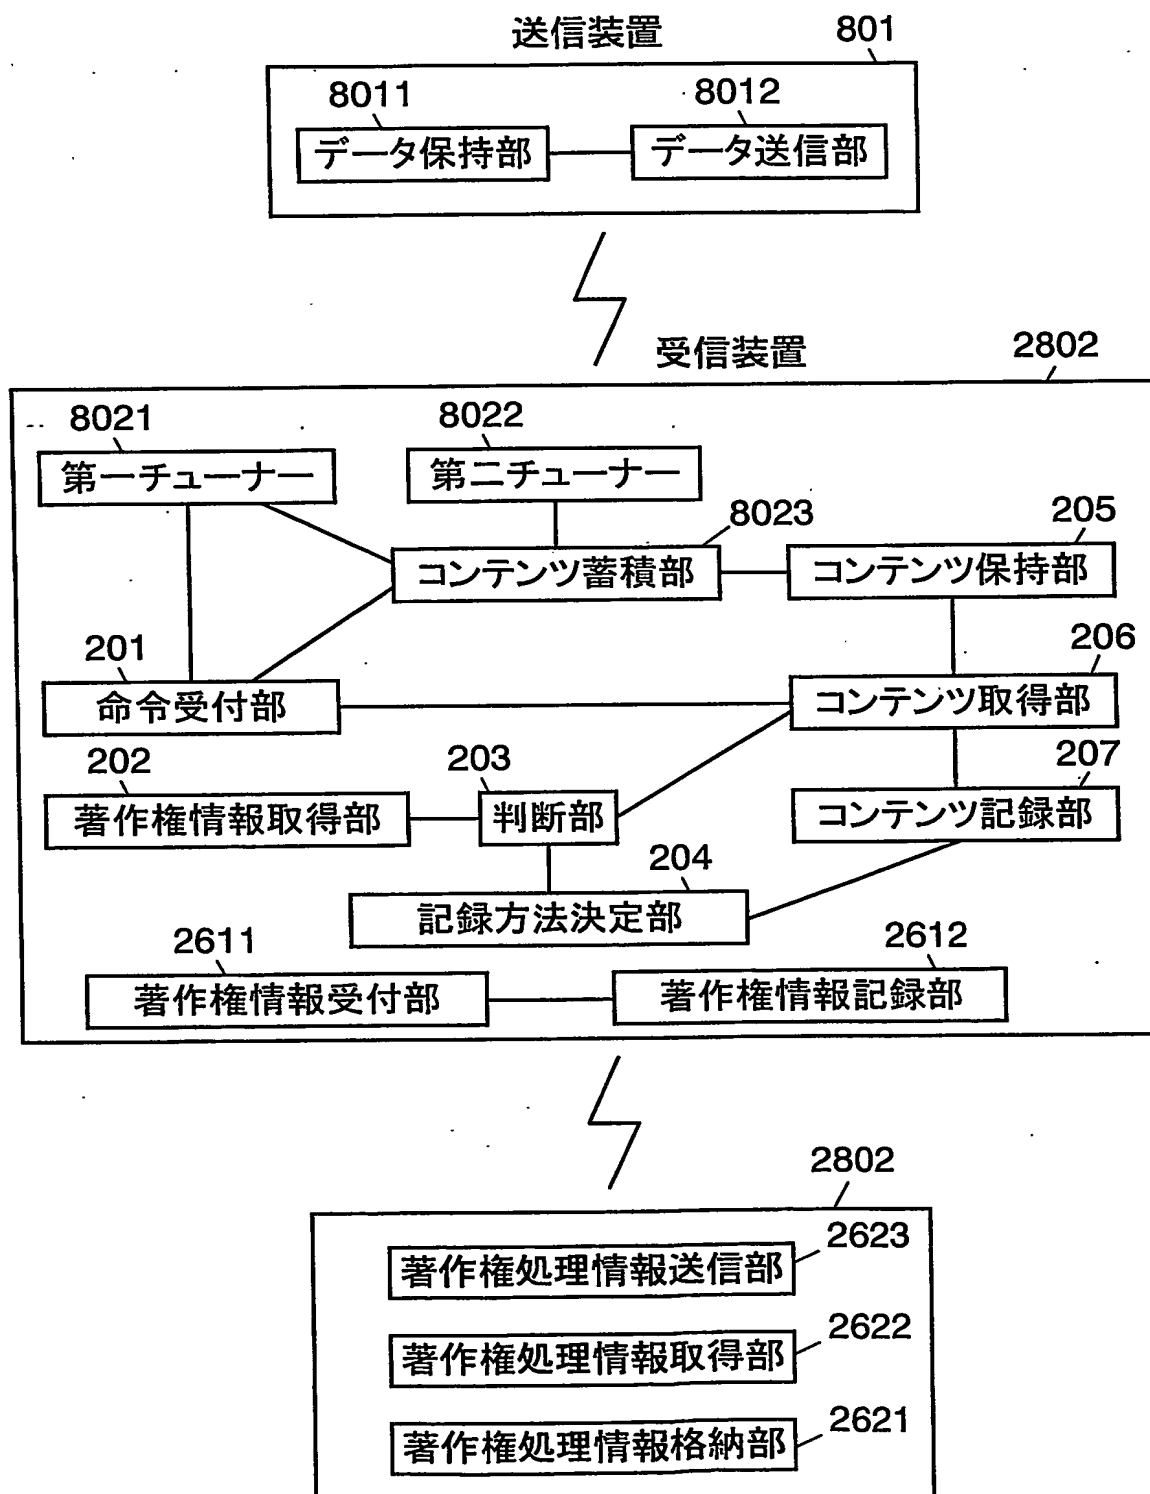 送信装置
801
8011
8012
データ保持部
データ送信部
受信装置
2802
8021
8022
第一チューナー
第二チューナー
8023
205
コンテンツ蓄積部
コンテンツ保持部
201
206
命令受付部
コンテンツ取得部
202
203
207
著作権情報取得部
判断部
コンテンツ記録部
204
記録方法決定部
2611
2612
著作権情報受付部
著作権情報記録部
2802
2623
著作権処理情報送信部
2622
著作権処理情報取得部
2621
著作権処理情報格納部